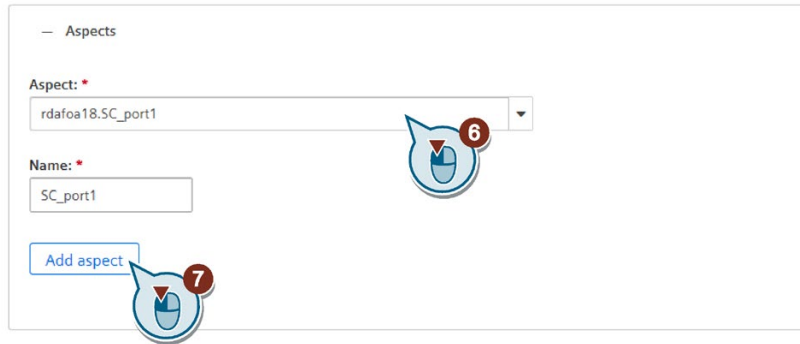 — Aspects
Aspect: *
rdafoa18.SC_port1
6
Name: *
SC_port1
Add aspect
7